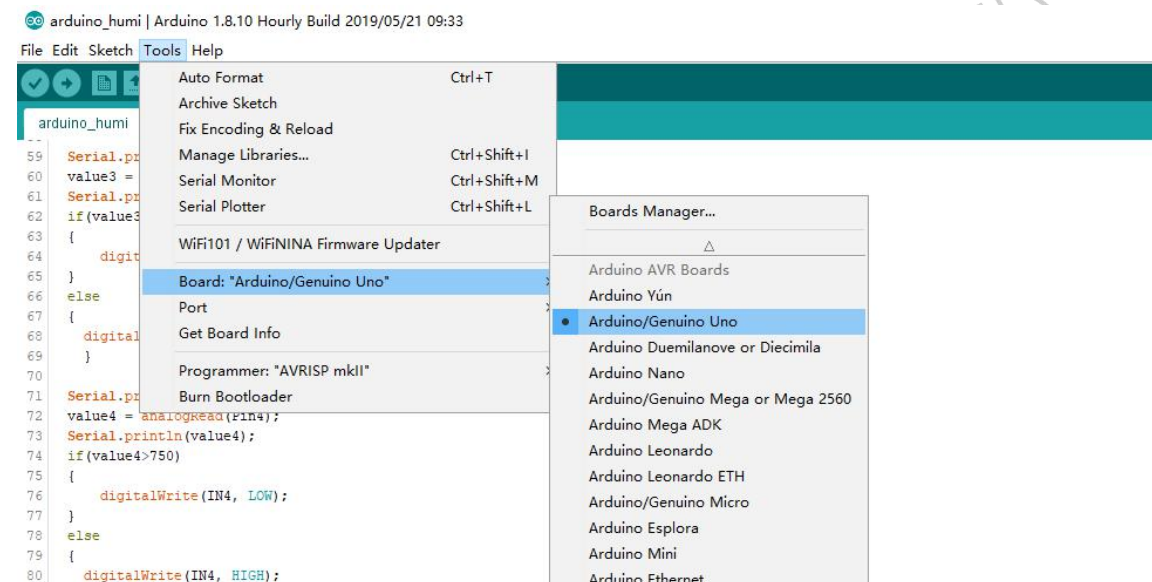 arduino_humi | Arduino 1.8.10 Hourly Build 2019/05/21 09:33
File Edit Sketch Tools Help
arduino_humi
Auto Format Ctrl+T
Archive Sketch
Fix Encoding & Reload
Manage Libraries... Ctrl+Shift+I
Serial Monitor Ctrl+Shift+M
Serial Plotter Ctrl+Shift+L
WiFi101 / WiFiNINA Firmware Updater
Board: "Arduino/Genuino Uno"
Port
Get Board Info
Programmer: "AVRISP mkII"
Burn Bootloader
Boards Manager...
Arduino AVR Boards
Arduino Yún
Arduino/Genuino Uno
Arduino Duemilanove or Diecimila
Arduino Nano
Arduino/Genuino Mega or Mega 2560
Arduino Mega ADK
Arduino Leonardo
Arduino Leonardo ETH
Arduino/Genuino Micro
Arduino Esplora
Arduino Mini
Arduino Ethernet
59 Serial.pr
60 value3 =
61 Serial.pr
62 if(value3
63 {
64 digit
65 }
66 else
67 {
68 digital
69 }
70
71 Serial.pr
72 value4 = analogRead(Pin4);
73 Serial.println(value4);
74 if(value4>750)
75 {
76 digitalWrite(IN4, LOW);
77 }
78 else
79 {
80 digitalWrite(IN4, HIGH);